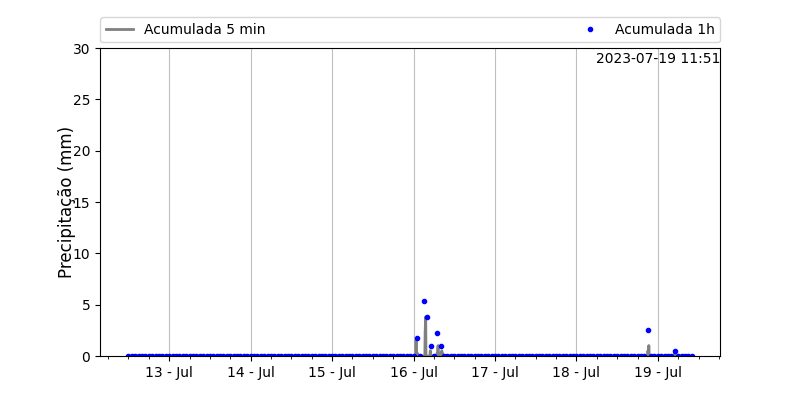 Acumulada 5 min
Acumulada 1h
2023-07-19 11:51
Precipitação (mm)
30
25
20
15
10
5
0
13 - Jul
14 - Jul
15 - Jul
16 - Jul
17 - Jul
18 - Jul
19 - Jul